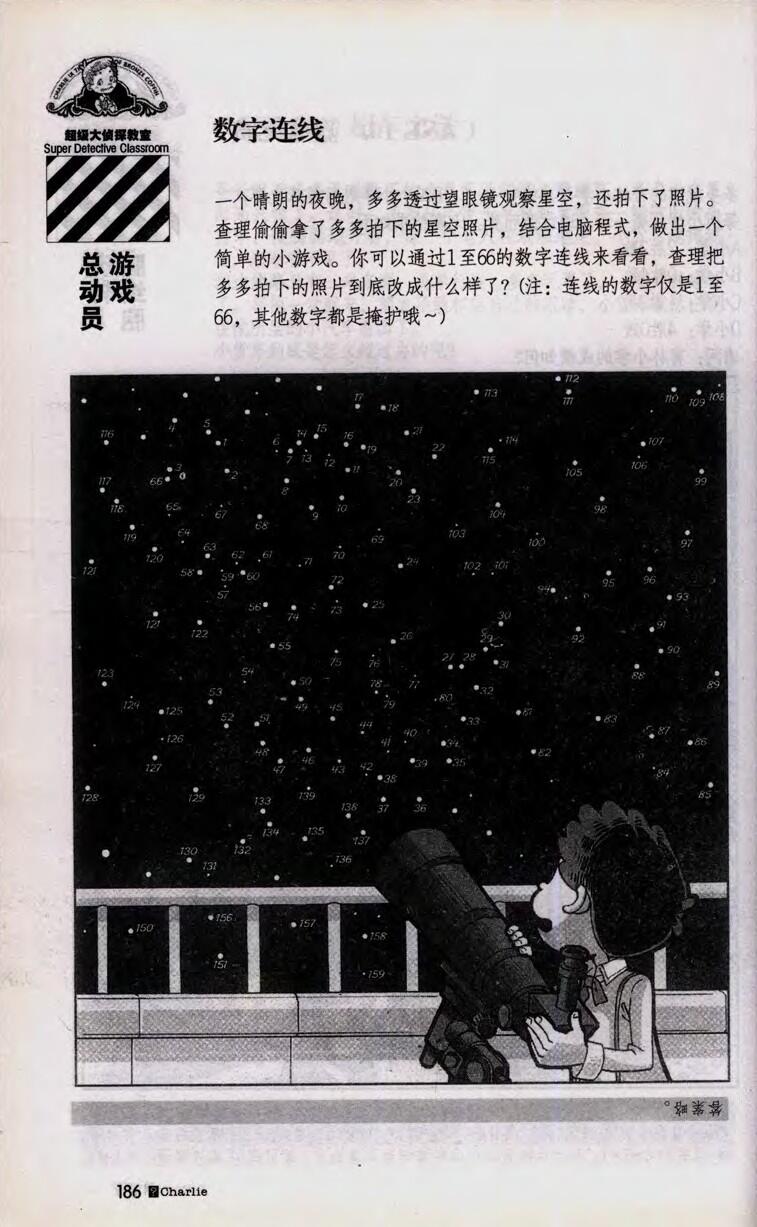 CHARLIE IX THE OF BRONZE COFFIN
超级大侦探教室
Super Detective Classroom
游戏
总动员
数字连线
一个晴朗的夜晚，多多透过望眼镜观察星空，还拍下了照片。
查理偷偷拿了多多拍下的星空照片，结合电脑程式，做出一个
简单的小游戏。你可以通过1至66的数字连线来看看，查理把
多多拍下的照片到底改成什么样了？(注：连线的数字仅是1至
66，其他数字都是掩护哦～)
112
17 18 113 111 110 109 108
116 4 5 1 6 14 15 16 19 21 114 107
7 13 12 11 22 115 106
117 3 66 2 8 20 105 99
118 65 67 10 23 98
119 64 68 9 69 104
120 63 62 61 70 103 100 97
121 58 59 60 71 24 102 101 95 96
57 72 94 93
121 56 74 73 25 30 91
122 55 26 29 92 90
123 54 75 76 27 28 31 88 89
124 53 50 78 77 32
125 52 51 49 45 79 80 81 83
126 48 44 41 40 33 87 86
127 47 46 43 42 39 34 35 82 84
128 129 139 38 85
133 138 37 36
134 135 137
130 131 132 136
150 156 157 158
151 159
答案略。
186 Charlie